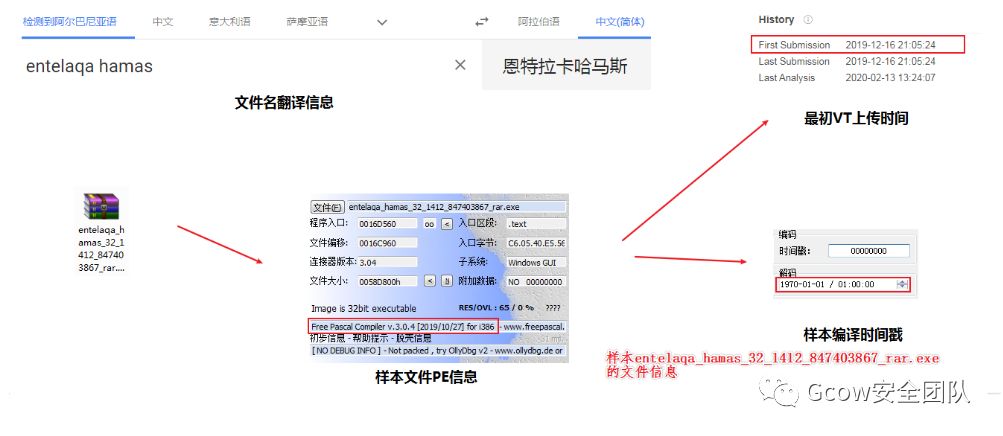 检测到阿尔巴尼亚语 中文 意大利语 萨摩亚语 阿拉伯语 中文(简体)
entelaqa hamas
恩特拉卡哈马斯
文件名翻译信息
History
First Submission 2019-12-16 21:05:24
Last Submission 2019-12-16 21:05:24
Last Analysis 2020-02-13 13:24:07
最初VT上传时间
entelaqa_h
amas_32_1
412_84740
3867_rar....
文件(F) entelaqa_hamas_32_1412_847403867_rar.exe
程序入口: 0016D560 oo < 入口区段: .text
文件偏移: 0016C960 入口字节: C6.05.40.E5.56
连接器版本: 3.04 子系统: Windows GUI
文件大小: 0058D800h < 附加数据: NO 00000000
Image is 32bit executable RES/OVL : 65 / 0 % ????
Free Pascal Compiler v.3.0.4 [2019/10/27] for i386 - www.freepascal.
初步信息 - 帮助提示 - 脱壳信息
[ NO DEBUG INFO ] - Not packed , try OllyDbg v2 - www.ollydbg.de or
样本文件PE信息
编码
时间戳: 00000000
解码
1970-01-01 / 01:00:00
样本编译时间戳
样本entelaqa_hamas_32_1412_847403867_rar.exe
的文件信息
Gcow安全团队